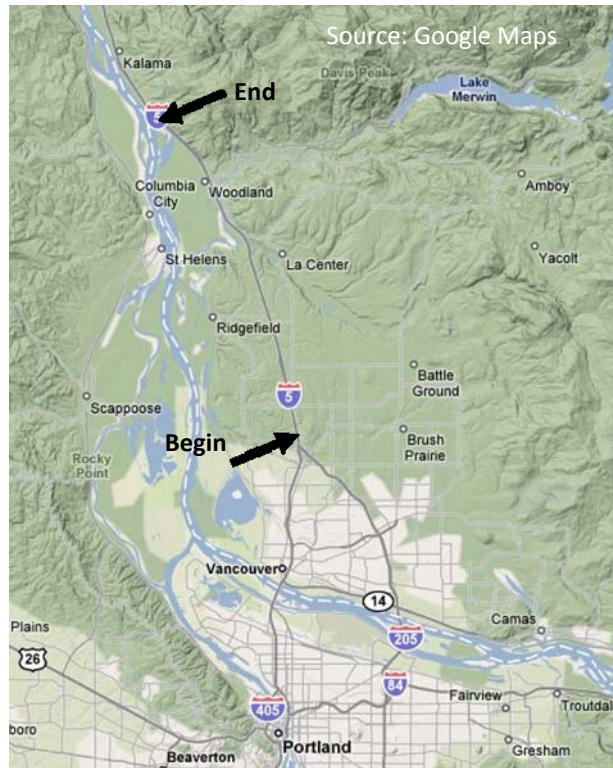 Source: Google Maps
Kalama
Davis Peak
Lake
Merwin
End
5
Columbia
City
Woodland
Amboy
St Helens
La Center
Yacolt
Ridgefield
5
Battle
Ground
Scappoose
Begin
Brush
Prairie
Rocky
Point
Vancouver
14
Camas
Plains
205
26
84
405
Fairview
Troutdal
boro
Portland
Beaverton
Gresham